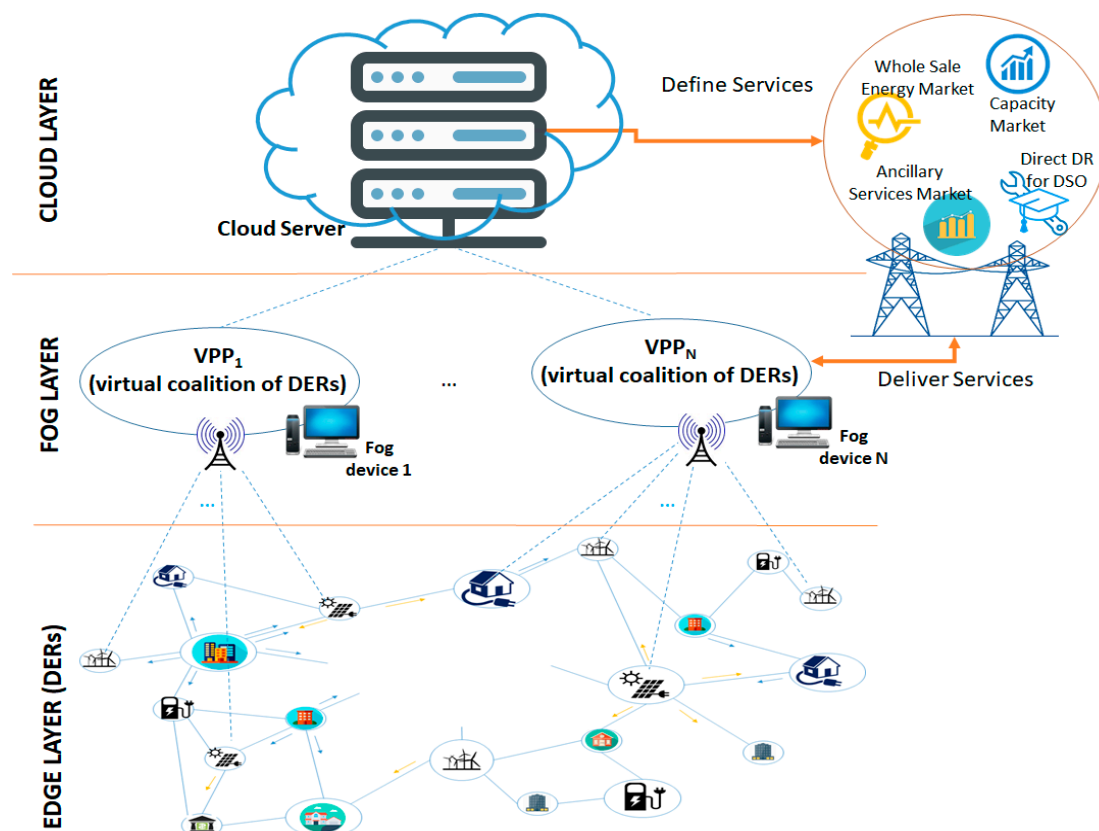 CLOUD LAYER
Cloud Server
Define Services
Whole Sale
Energy Market
Capacity
Market
Ancillary
Services Market
Direct DR
for DSO
FOG LAYER
VPP₁
(virtual coalition of DERs)
...
VPPN
(virtual coalition of DERs)
Deliver Services
Fog
device 1
Fog
device N
...
...
EDGE LAYER (DERs)